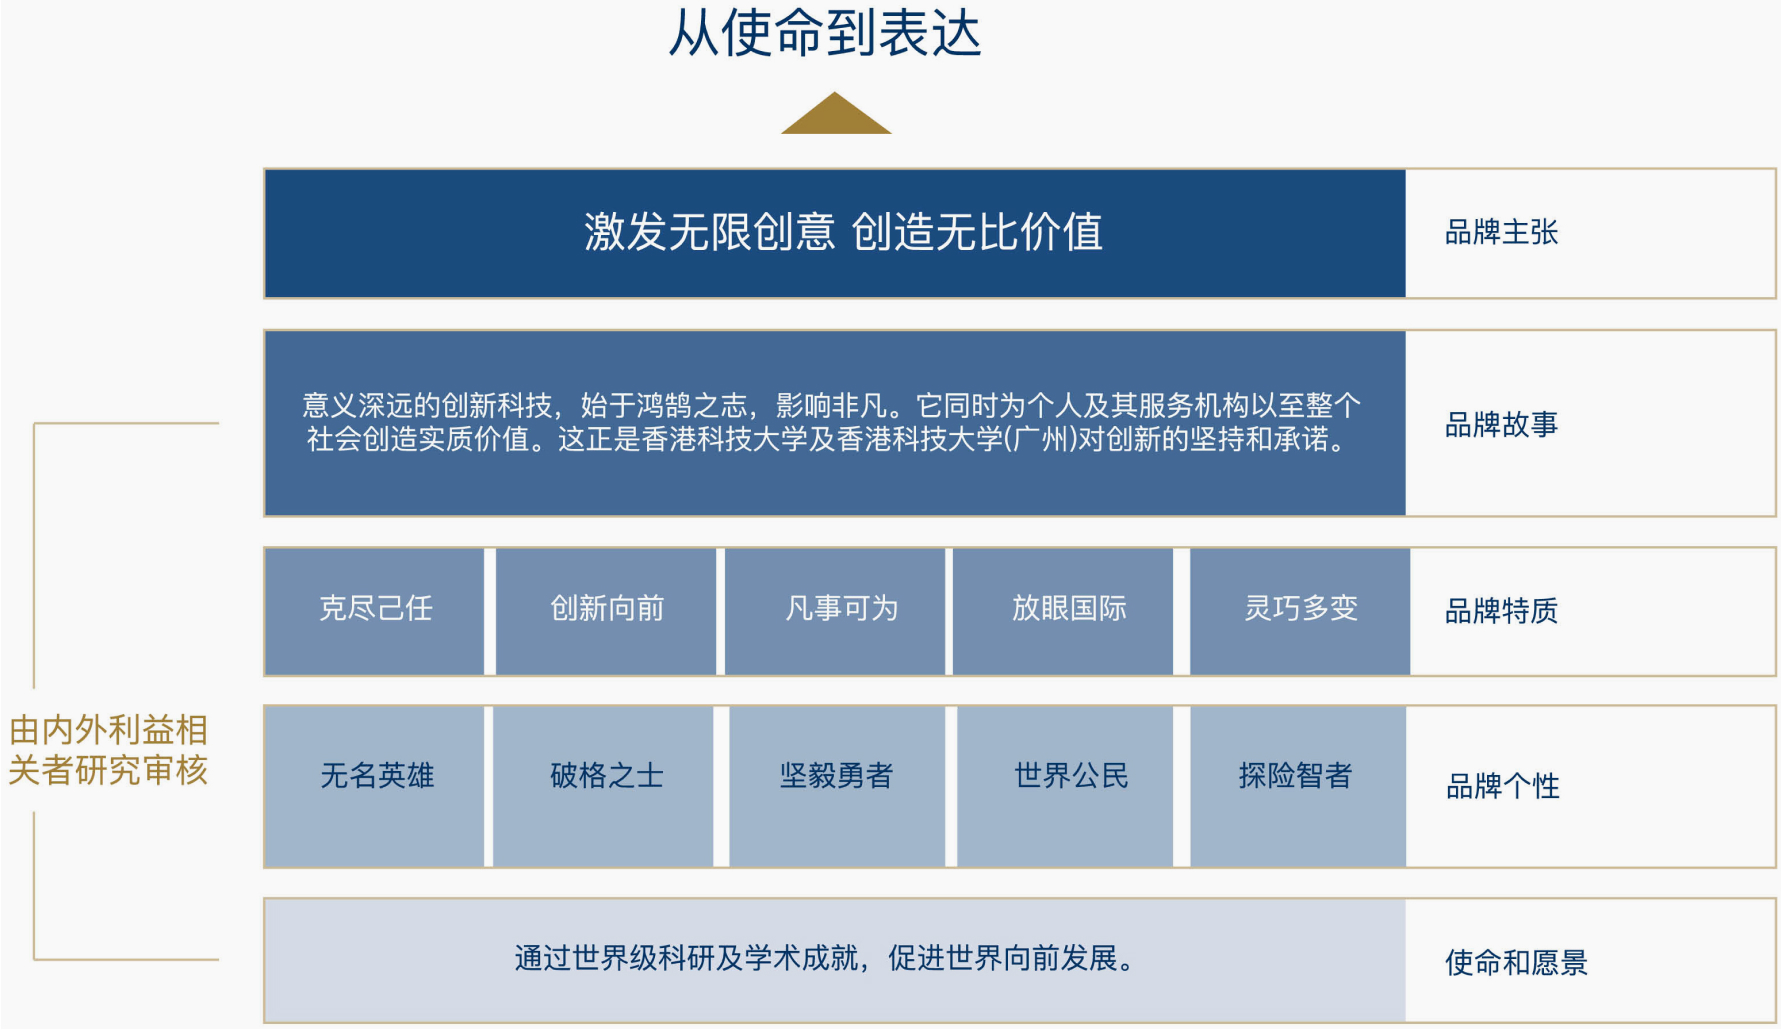 从使命到表达
激发无限创意 创造无比价值
品牌主张
意义深远的创新科技，始于鸿鹄之志，影响非凡。它同时为个人及其服务机构以至整个
社会创造实质价值。这正是香港科技大学及香港科技大学(广州)对创新的坚持和承诺。
品牌故事
克尽己任
创新向前
凡事可为
放眼国际
灵巧多变
品牌特质
由内外利益相
关者研究审核
无名英雄
破格之士
坚毅勇者
世界公民
探险智者
品牌个性
通过世界级科研及学术成就，促进世界向前发展。
使命和愿景